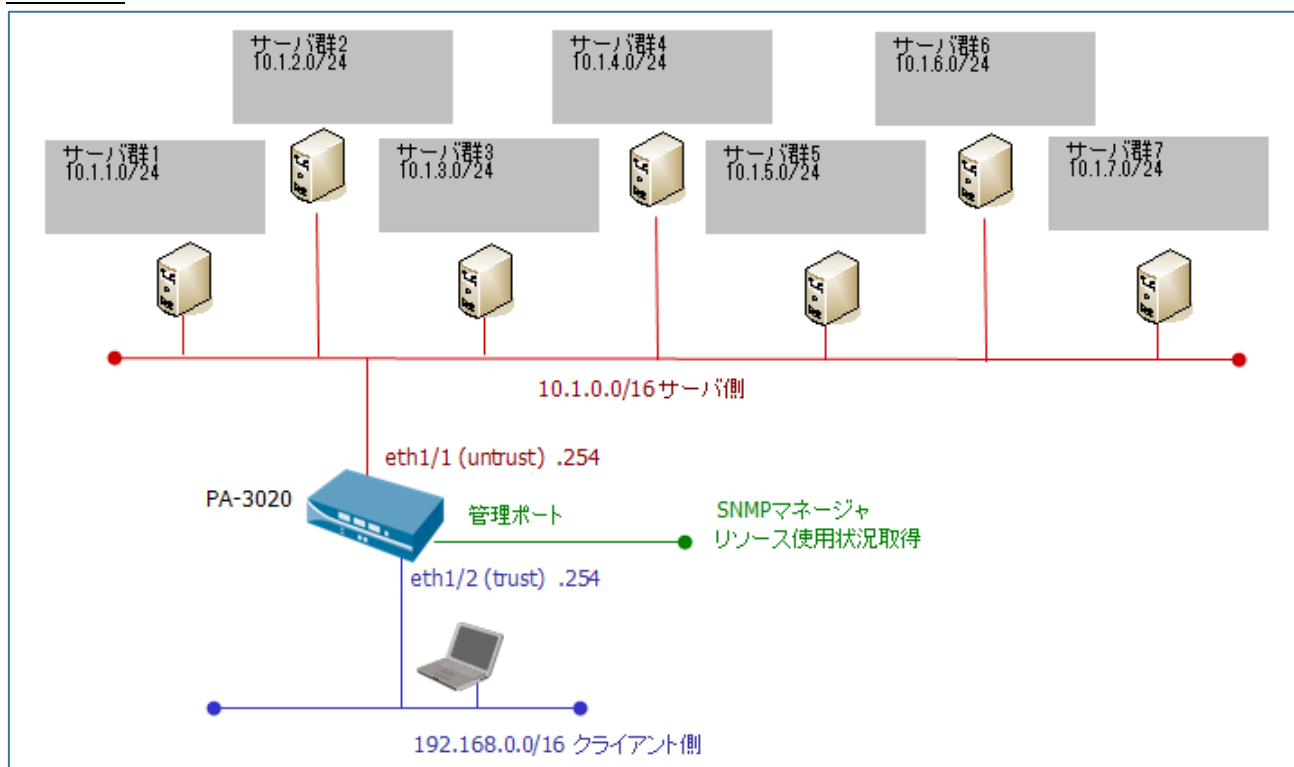 サーバ群2
10.1.2.0/24
サーバ群4
10.1.4.0/24
サーバ群6
10.1.6.0/24
サーバ群1
10.1.1.0/24
サーバ群3
10.1.3.0/24
サーバ群5
10.1.5.0/24
サーバ群7
10.1.7.0/24
10.1.0.0/16サーバ側
eth1/1 (untrust) .254
PA-3020
管理ポート
SNMPマネージャ
リソース使用状況取得
eth1/2 (trust) .254
192.168.0.0/16 クライアント側